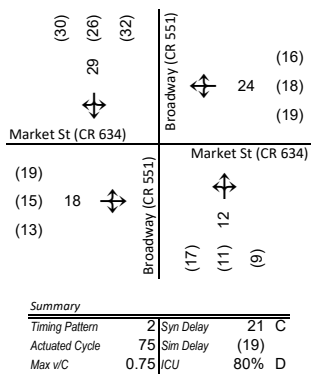 (30) (26) (32)
29
Broadway (CR 551)
24
(16)
(18)
(19)
Market St (CR 634)
Market St (CR 634)
(19)
(15) 18
(13)
Broadway (CR 551)
12
(17) (11) (9)
Summary
Timing Pattern 2 Syn Delay 21 C
Actuated Cycle 75 Sim Delay (19)
Max v/C 0.75 ICU 80% D